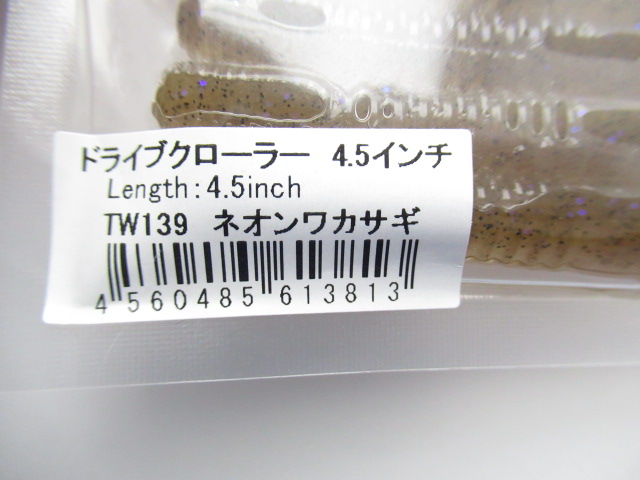 ドライブクローラー 4.5インチ
Length:4.5inch
TW139 ネオンワカサギ
4 560485 613813